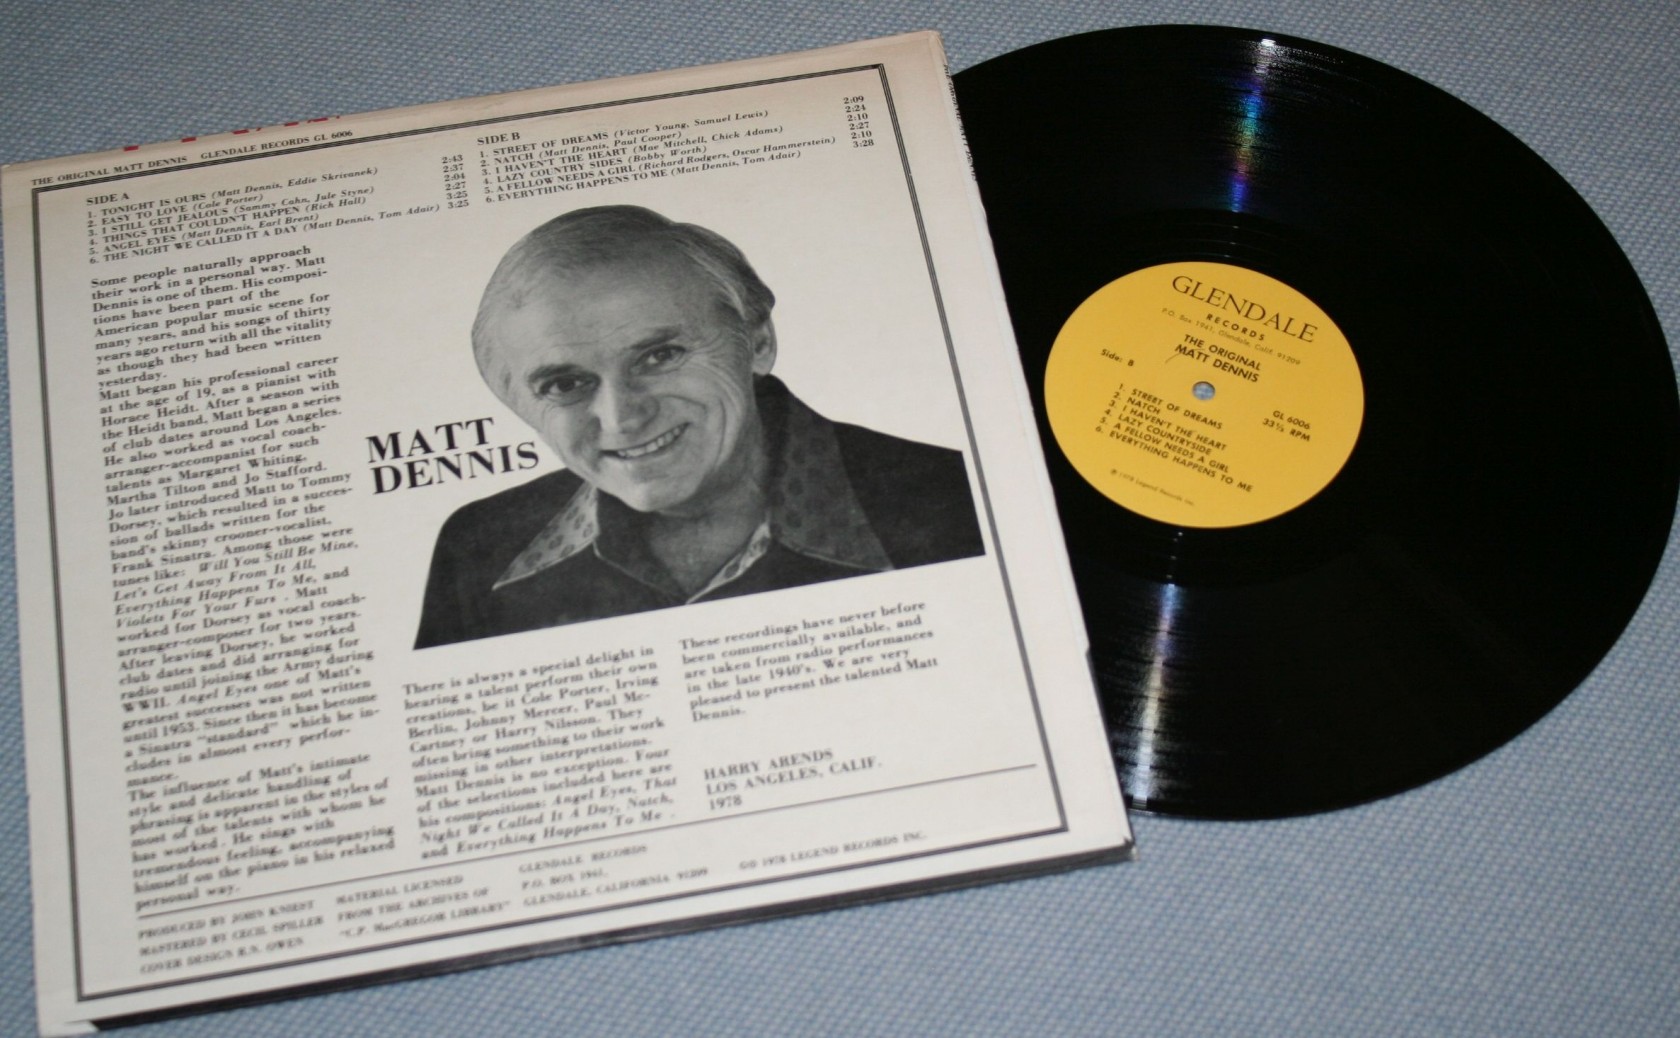 THE ORIGINAL MATT DENNIS GLENDALE RECORDS GL 6006
SIDE A
1. TONIGHT IS OURS (Matt Dennis, Eddie Skrivanek) 2:43
2. EASY TO LOVE (Cole Porter) 2:37
3. I STILL GET JEALOUS (Sammy Cahn, Jule Styne) 2:04
4. THINGS THAT COULDN'T HAPPEN (Rich Hall) 2:27
5. ANGEL EYES (Matt Dennis, Earl Brent) 3:25
6. THE NIGHT WE CALLED IT A DAY (Matt Dennis, Tom Adair) 3:25
SIDE B
1. STREET OF DREAMS (Victor Young, Samuel Lewis) 2:09
2. NATCH (Matt Dennis, Paul Cooper) 2:24
3. I HAVEN'T THE HEART (Mae Mitchell, Chick Adams) 2:10
4. LAZY COUNTRY SIDES (Bobby Worth) 2:27
5. A FELLOW NEEDS A GIRL (Richard Rodgers, Oscar Hammerstein) 2:10
6. EVERYTHING HAPPENS TO ME (Matt Dennis, Tom Adair) 3:28
Some people naturally approach
their work in a personal way. Matt
Dennis is one of them. His composi-
tions have been part of the
American popular music scene for
many years, and his songs of thirty
years ago return with all the vitality
as though they had been written
yesterday.
Matt began his professional career
at the age of 19, as a pianist with
Horace Heidt. After a season with
the Heidt band, Matt began a series
of club dates around Los Angeles.
He also worked as vocal coach-
arranger-accompanist for such
talents as Margaret Whiting,
Martha Tilton and Jo Stafford.
Jo later introduced Matt to Tommy
Dorsey, which resulted in a succes-
sion of ballads written for the
band's skinny crooner-vocalist,
Frank Sinatra. Among those were
tunes like: Will You Still Be Mine,
Let's Get Away From It All,
Everything Happens To Me, and
Violets For Your Furs . Matt
worked for Dorsey as vocal coach-
arranger-composer for two years.
After leaving Dorsey, he worked
club dates and did arranging for
radio until joining the Army during
WWII. Angel Eyes one of Matt's
greatest successes was not written
until 1953. Since then it has become
a Sinatra "standard" which he in-
cludes in almost every perfor-
mance.
The influence of Matt's intimate
style and delicate handling of
phrasing is apparent in the styles of
most of the talents with whom he
has worked. He sings with
tremendous feeling, accompanying
himself on the piano in his relaxed
personal way.
MATT
DENNIS
There is always a special delight in
hearing a talent perform their own
creations, be it Cole Porter, Irving
Berlin, Johnny Mercer, Paul Mc-
Cartney or Harry Nilsson. They
often bring something to their work
missing in other interpretations.
Matt Dennis is no exception. Four
of the selections included here are
his compositions: Angel Eyes, That
Night We Called It A Day, Natch,
and Everything Happens To Me .
These recordings have never before
been commercially available, and
are taken from radio performances
in the late 1940's. We are very
pleased to present the talented Matt
Dennis.
HARRY ARENDS
LOS ANGELES, CALIF.
1978
PRODUCED BY JOHN KNIEST
MASTERED BY CECIL SPILLER
COVER DESIGN R.N. OWEN
MATERIAL LICENSED
FROM THE ARCHIVES OF
"C.P. MacGREGOR LIBRARY"
GLENDALE RECORDS
P.O. BOX 1941,
GLENDALE, CALIFORNIA 91209
1978 LEGEND RECORDS INC.
GLENDALE
RECORDS
P.O. Box 1941, Glendale, Calif. 91209
THE ORIGINAL
MATT DENNIS
Side: B
GL 6006
33⅓ RPM
1. STREET OF DREAMS
2. NATCH
3. I HAVEN'T THE HEART
4. LAZY COUNTRYSIDE
5. A FELLOW NEEDS A GIRL
6. EVERYTHING HAPPENS TO ME
℗ 1978 Legend Records Inc.